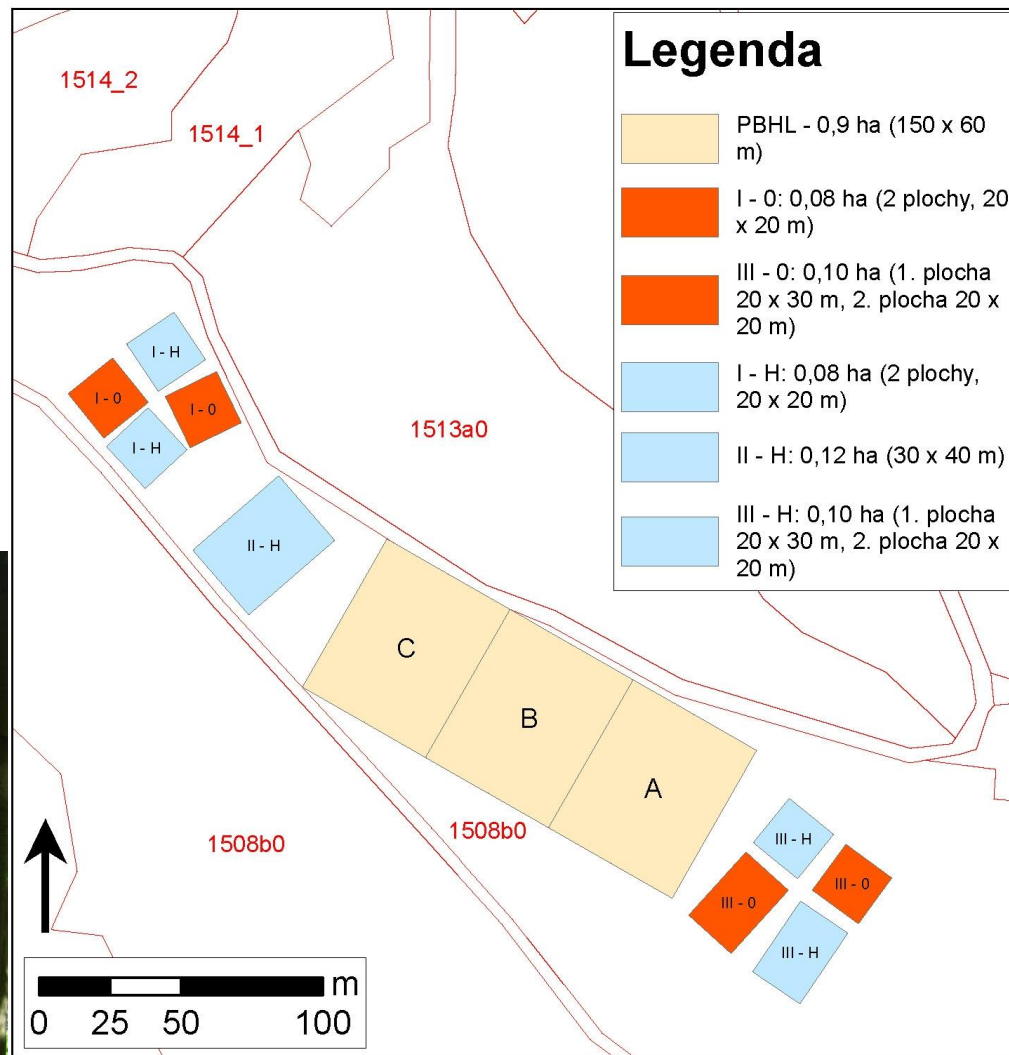 Legenda
PBHL - 0,9 ha (150 x 60
m)
I - 0: 0,08 ha (2 plochy, 20
x 20 m)
III - 0: 0,10 ha (1. plocha
20 x 30 m, 2. plocha 20 x
20 m)
I - H: 0,08 ha (2 plochy,
20 x 20 m)
II - H: 0,12 ha (30 x 40 m)
III - H: 0,10 ha (1. plocha
20 x 30 m, 2. plocha 20 x
20 m)
1514_2
1514_1
I - H
I - 0
I - 0
I - H
1513a0
II - H
C
B
A
1508b0
1508b0
III - H
III - 0
III - 0
III - H
m
0 25 50 100